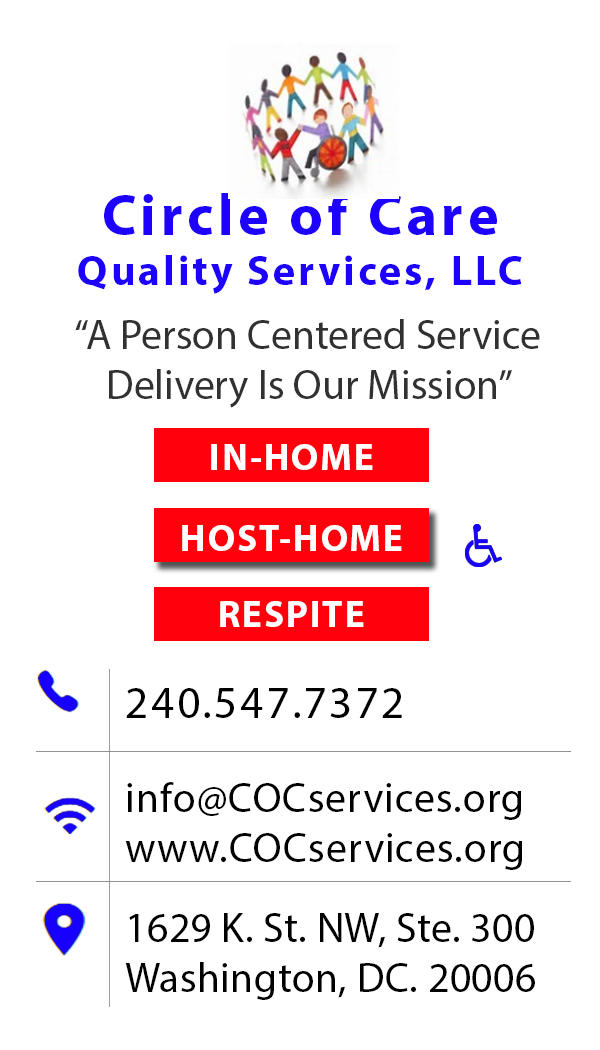 Circle of Care
Quality Services, LLC
“A Person Centered Service
Delivery Is Our Mission”
IN-HOME
HOST-HOME
RESPITE
240.547.7372
info@COCservices.org
www.COCservices.org
1629 K. St. NW, Ste. 300
Washington, DC. 20006